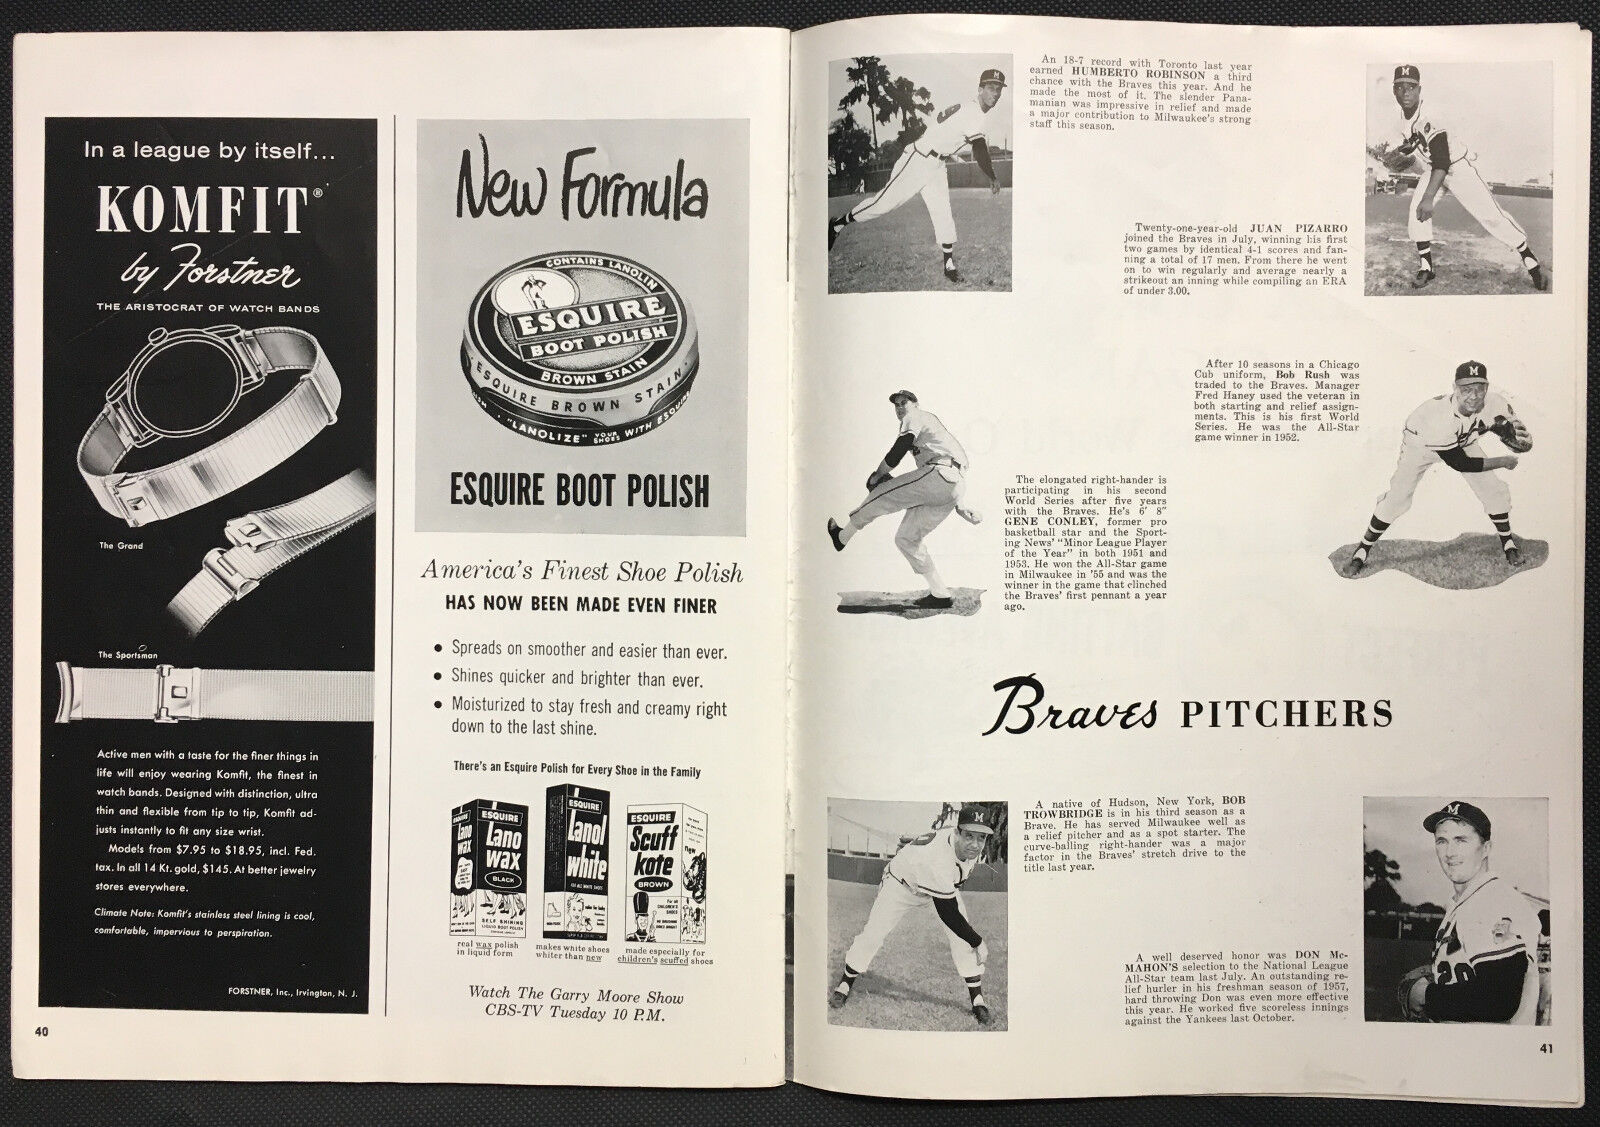 In a league by itself...
KOMFIT®
by Forstner
THE ARISTOCRAT OF WATCH BANDS
The Grand
The Sportsman
Active men with a taste for the finer things in
life will enjoy wearing Komfit, the finest in
watch bands. Designed with distinction, ultra
thin and flexible from tip to tip, Komfit ad-
justs instantly to fit any size wrist.
Models from $7.95 to $18.95, incl. Fed.
tax. In all 14 Kt. gold, $145. At better jewelry
stores everywhere.
Climate Note: Komfit's stainless steel lining is cool,
comfortable, impervious to perspiration.
FORSTNER, Inc., Irvington, N. J.
40
New Formula
CONTAINS LANOLIN
ESQUIRE
BOOT POLISH
BROWN STAIN
ESQUIRE BROWN STAIN
"LANOLIZE" YOUR SHOES WITH ESQUIRE
ESQUIRE BOOT POLISH
America's Finest Shoe Polish
HAS NOW BEEN MADE EVEN FINER
• Spreads on smoother and easier than ever.
• Shines quicker and brighter than ever.
• Moisturized to stay fresh and creamy right
down to the last shine.
There's an Esquire Polish for Every Shoe in the Family
ESQUIRE
Lano
wax
BLACK
SELF SHINING
LIQUID BOOT POLISH
Lano
wax
ESQUIRE
Lanol
white
ESQUIRE
Scuff
kote
BROWN
new
real wax polish
in liquid form
makes white shoes
whiter than new
made especially for
children's scuffed shoes
Watch The Garry Moore Show
CBS-TV Tuesday 10 P.M.
An 18-7 record with Toronto last year
earned HUMBERTO ROBINSON a third
chance with the Braves this year. And he
made the most of it. The slender Pana-
manian was impressive in relief and made
a major contribution to Milwaukee's strong
staff this season.
Twenty-one-year-old JUAN PIZARRO
joined the Braves in July, winning his first
two games by identical 4-1 scores and fan-
ning a total of 17 men. From there he went
on to win regularly and average nearly a
strikeout an inning while compiling an ERA
of under 3.00.
After 10 seasons in a Chicago
Cub uniform, Bob Rush was
traded to the Braves. Manager
Fred Haney used the veteran in
both starting and relief assign-
ments. This is his first World
Series. He was the All-Star
game winner in 1952.
The elongated right-hander is
participating in his second
World Series after five years
with the Braves. He's 6' 8"
GENE CONLEY, former pro
basketball star and the Sport-
ing News' "Minor League Player
of the Year" in both 1951 and
1953. He won the All-Star game
in Milwaukee in '55 and was the
winner in the game that clinched
the Braves' first pennant a year
ago.
Braves PITCHERS
A native of Hudson, New York, BOB
TROWBRIDGE is in his third season as a
Brave. He has served Milwaukee well as
a relief pitcher and as a spot starter. The
curve-balling right-hander was a major
factor in the Braves' stretch drive to the
title last year.
A well deserved honor was DON Mc-
MAHON'S selection to the National League
All-Star team last July. An outstanding re-
lief hurler in his freshman season of 1957,
hard throwing Don was even more effective
this year. He worked five scoreless innings
against the Yankees last October.
41
M
M
M
M
M